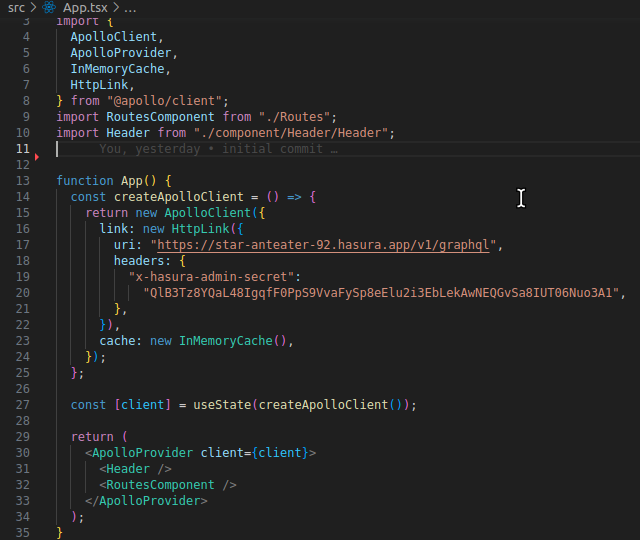 src > App.tsx > ...
3 import {
4 ApolloClient,
5 ApolloProvider,
6 InMemoryCache,
7 HttpLink,
8 } from "@apollo/client";
9 import RoutesComponent from "./Routes";
10 import Header from "./component/Header/Header";
11 You, yesterday • initial commit …
12
13 function App() {
14 const createApolloClient = () => {
15 return new ApolloClient({
16 link: new HttpLink({
17 uri: "https://star-anteater-92.hasura.app/v1/graphql",
18 headers: {
19 "x-hasura-admin-secret":
20 "QlB3Tz8YQaL48IgqfF0PpS9VvaFySp8eElu2i3EbLekAwNEQGvSa8IUT06Nuo3A1",
21 },
22 }),
23 cache: new InMemoryCache(),
24 });
25 };
26
27 const [client] = useState(createApolloClient());
28
29 return (
30 <ApolloProvider client={client}>
31 <Header />
32 <RoutesComponent />
33 </ApolloProvider>
34 );
35 }